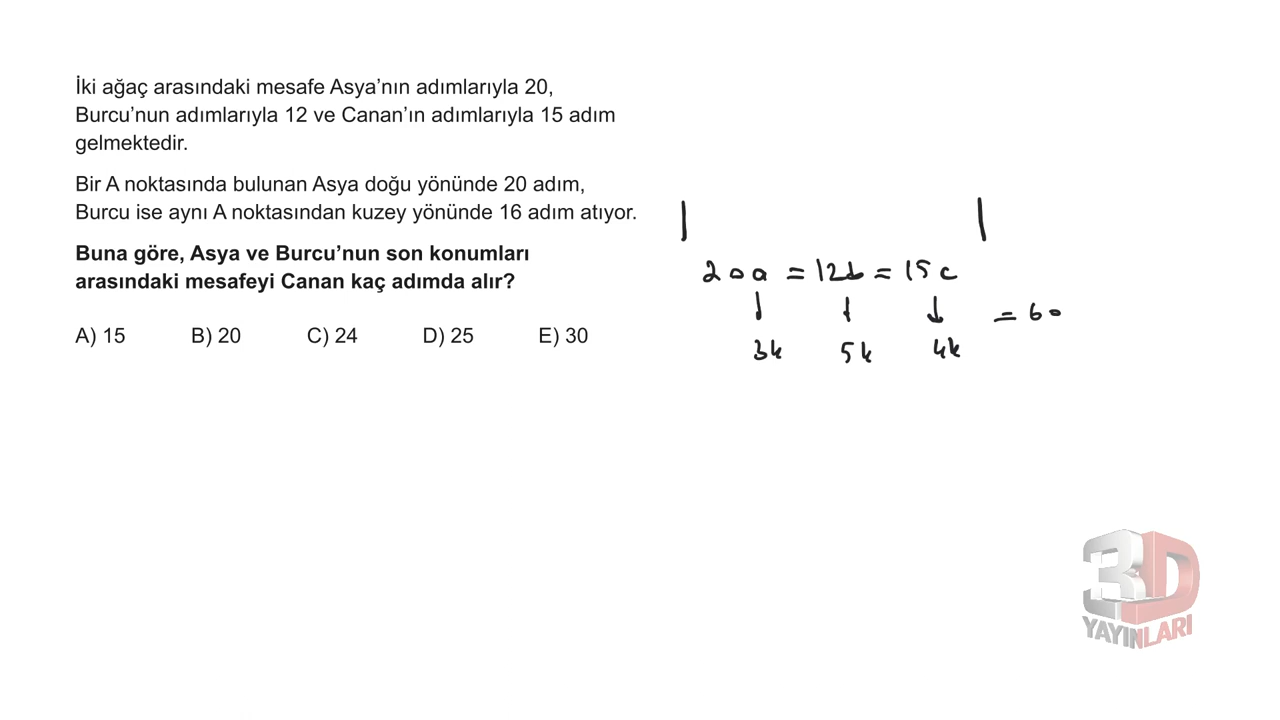 İki ağaç arasındaki mesafe Asya'nın adımlarıyla 20,
Burcu'nun adımlarıyla 12 ve Canan'ın adımlarıyla 15 adım
gelmektedir.
Bir A noktasında bulunan Asya doğu yönünde 20 adım,
Burcu ise aynı A noktasından kuzey yönünde 16 adım atıyor.
Buna göre, Asya ve Burcu'nun son konumları
arasındaki mesafeyi Canan kaç adımda alır?
A) 15 B) 20 C) 24 D) 25 E) 30
20a = 12b = 15c
= 60
3k 5k 4k
3D
YAYINLARI